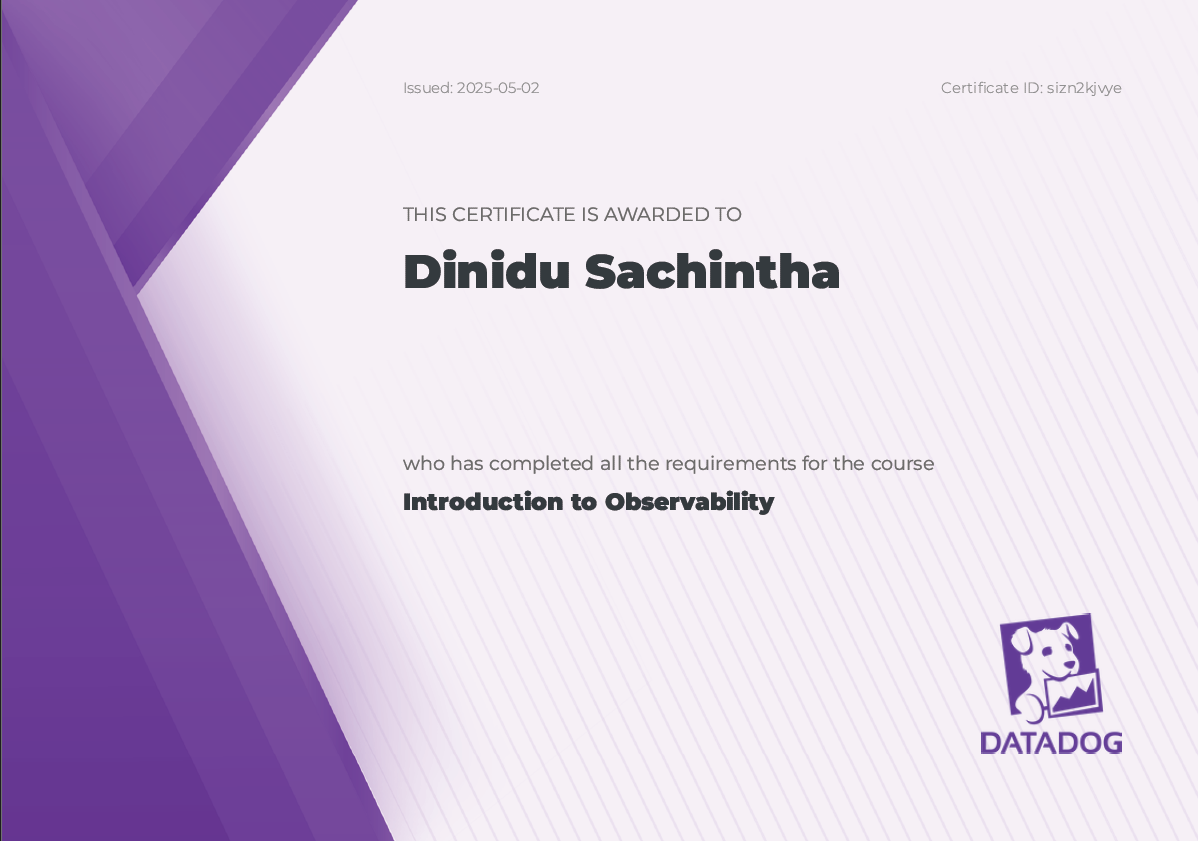 Issued: 2025-05-02
Certificate ID: sizn2kjvye
THIS CERTIFICATE IS AWARDED TO
Dinidu Sachintha
who has completed all the requirements for the course
Introduction to Observability
DATADOG